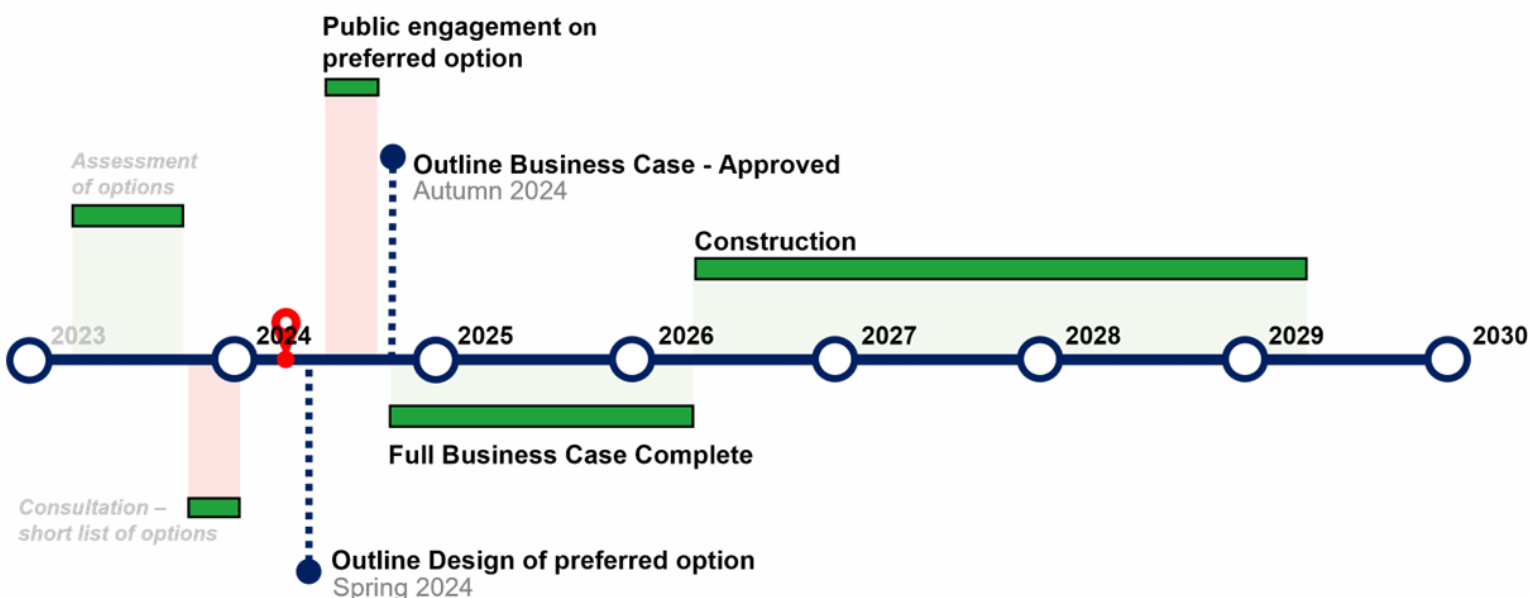 Public engagement on
preferred option
Assessment
of options
Outline Business Case - Approved
Autumn 2024
Construction
2023
2024
2025
2026
2027
2028
2029
2030
Full Business Case Complete
Consultation –
short list of options
Outline Design of preferred option
Spring 2024